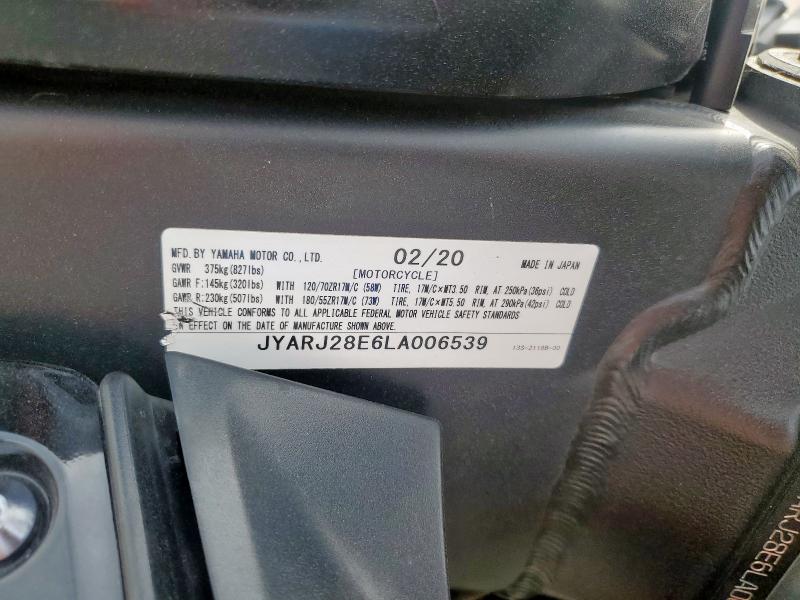 MFD. BY YAMAHA MOTOR CO., LTD. 02/20 MADE IN JAPAN
GVWR 375kg(827lbs) [MOTORCYCLE]
GAWR F:145kg(320lbs) WITH 120/70ZR17M/C (58W) TIRE, 17M/C×MT3.50 RIM, AT 250kPa(36psi) COLD
GAWR R:230kg(507lbs) WITH 180/55ZR17M/C (73W) TIRE, 17M/C×MT5.50 RIM, AT 290kPa(42psi) COLD
THIS VEHICLE CONFORMS TO ALL APPLICABLE FEDERAL MOTOR VEHICLE SAFETY STANDARDS
IN EFFECT ON THE DATE OF MANUFACTURE SHOWN ABOVE.
JYARJ28E6LA006539 13S-2118B-00
ARJ28E6LA00